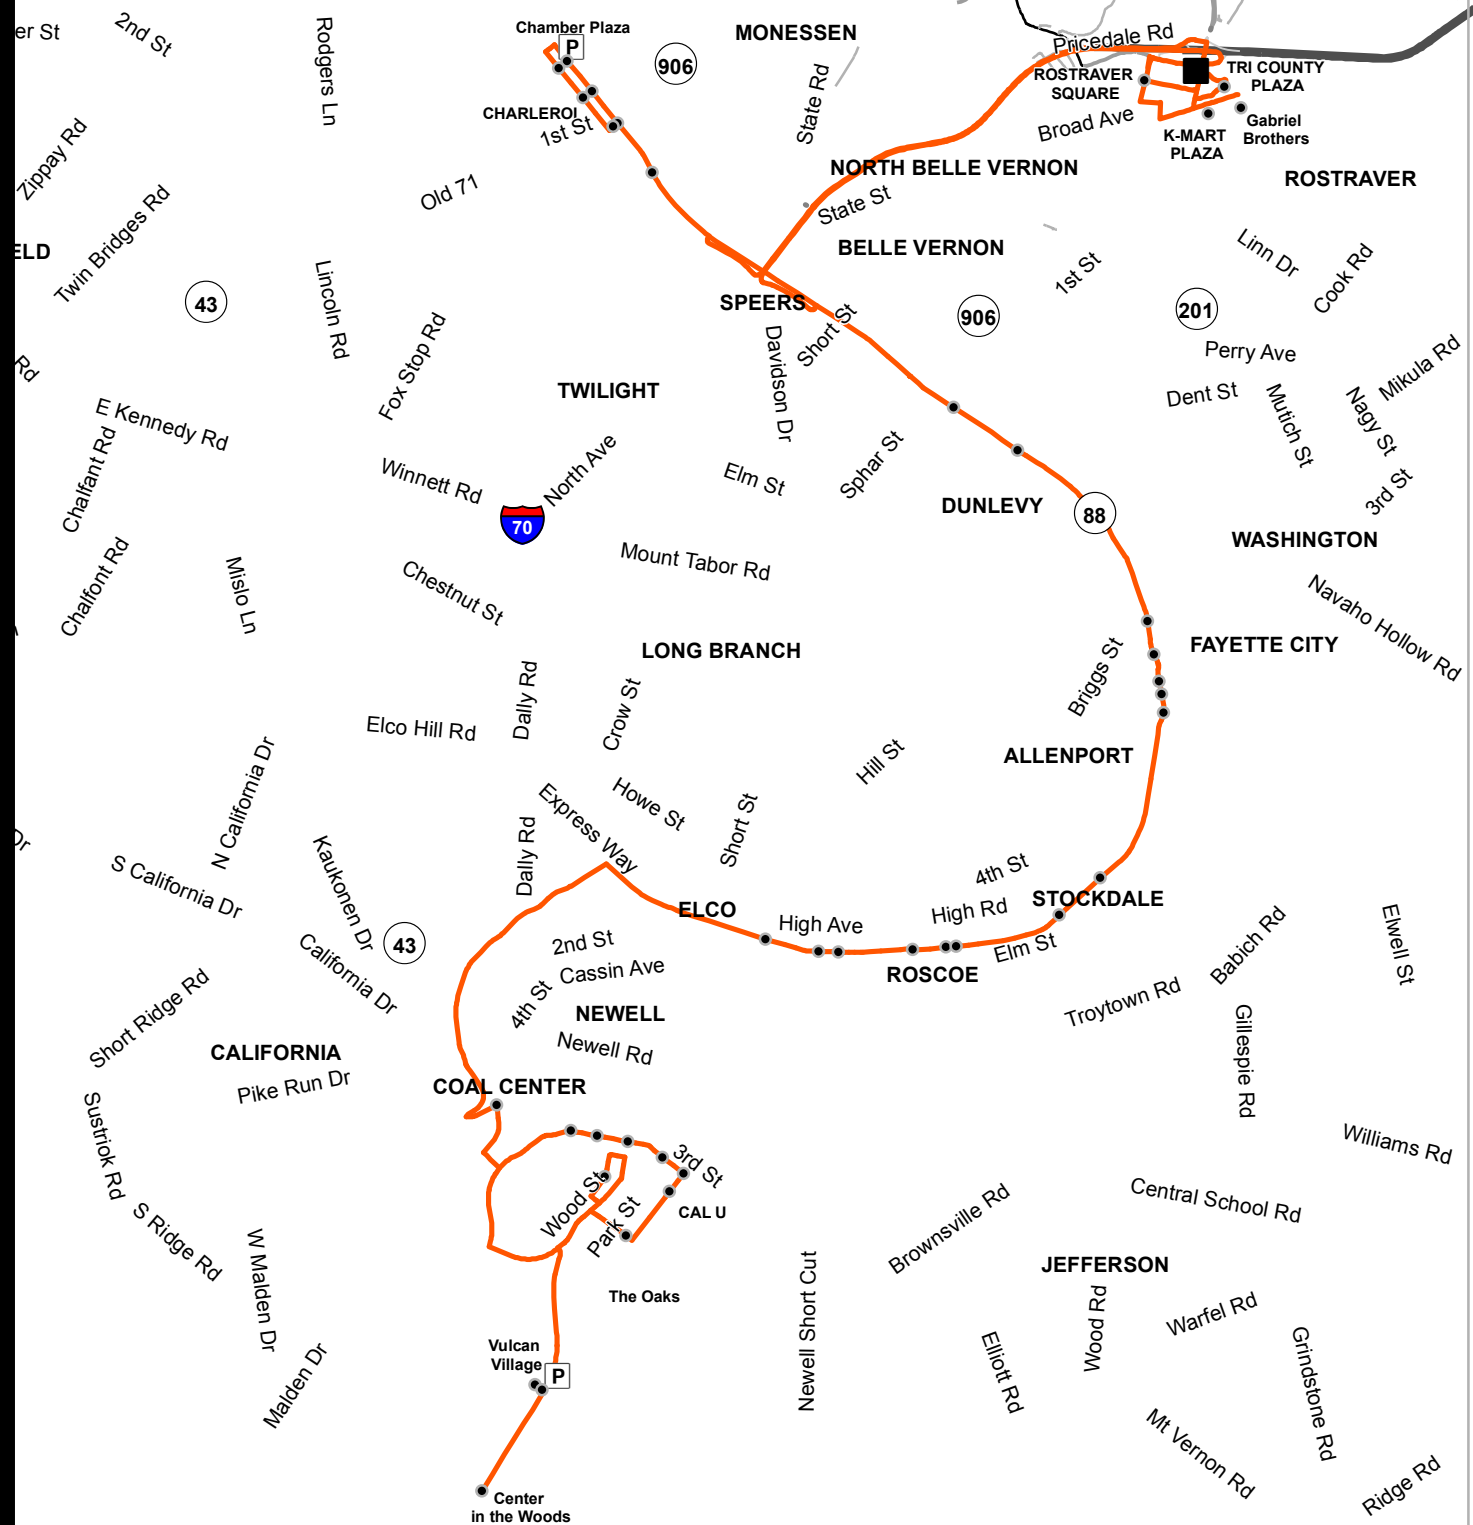 er St
2nd St
Rodgers Ln
Chamber Plaza
P
906
MONESSEN
State Rd
Pricedale Rd
ROSTRAVER
SQUARE
TRI COUNTY
PLAZA
CHARLEROI
1st St
Broad Ave
K-MART
PLAZA
Gabriel
Brothers
Zippay Rd
NORTH BELLE VERNON
ROSTRAVER
Old 71
State St
Twin Bridges Rd
ELD
BELLE VERNON
Linn Dr
Cook Rd
1st St
43
Lincoln Rd
SPEERS
906
201
Short St
Fox Stop Rd
Davidson Dr
Perry Ave
Mikula Rd
Rd
TWILIGHT
Dent St
Mutich St
Nagy St
E Kennedy Rd
Chalfant Rd
Winnett Rd
North Ave
Elm St
Sphar St
3rd St
DUNLEVY
88
70
WASHINGTON
Chalfont Rd
Mislo Ln
Chestnut St
Mount Tabor Rd
Navaho Hollow Rd
LONG BRANCH
FAYETTE CITY
Briggs St
Dally Rd
Crow St
Elco Hill Rd
ALLENPORT
Hill St
N California Dr
Express Way
Howe St
Short St
Dr
Dally Rd
S California Dr
Kaukonen Dr
4th St
STOCKDALE
ELCO
High Ave
High Rd
43
2nd St
Elm St
Babich Rd
Elwell St
California Dr
Cassin Ave
ROSCOE
Short Ridge Rd
4th St
NEWELL
Troytown Rd
Gillespie Rd
CALIFORNIA
Newell Rd
Pike Run Dr
COAL CENTER
Sustriok Rd
3rd St
Williams Rd
Wood St
Park St
CAL U
Central School Rd
S Ridge Rd
Brownsville Rd
W Malden Dr
JEFFERSON
The Oaks
Newell Short Cut
Wood Rd
Warfel Rd
Vulcan
Village
P
Elliott Rd
Grindstone Rd
Malden Dr
Mt Vernon Rd
Ridge Rd
Center
in the Woods